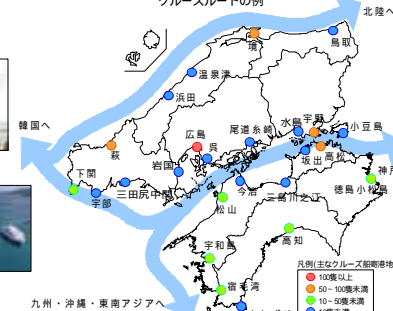 クルーズルートの例
北陸へ
境
鳥取
温泉津
浜田
韓国へ
萩
広島
呉
尾道糸崎
水島
宇野
小豆島
岩国
坂出
高松
神戸
下関
宇部
三田尻中関
今治
三島川之江
徳島小松島
松山
高知
宇和島
宿毛湾
九州・沖縄・東南アジアへ
凡例(主なクルーズ船寄港地
100隻以上
50~100隻未満
10~50隻未満